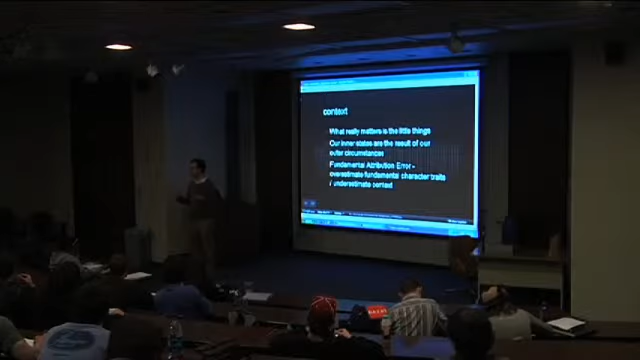 context
What really matters is the little things
Our inner states are the result of our
outer circumstances
Fundamental Attribution Error -
overestimate fundamental character traits
/ underestimate context